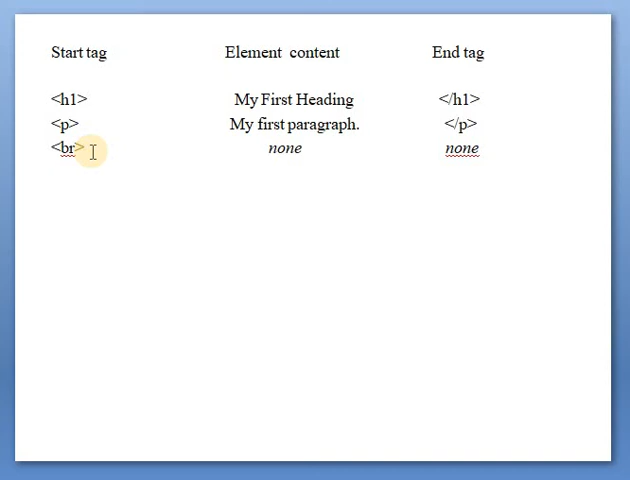 Start tag Element content End tag
<h1> My First Heading </h1>
<p> My first paragraph. </p>
<br> none none